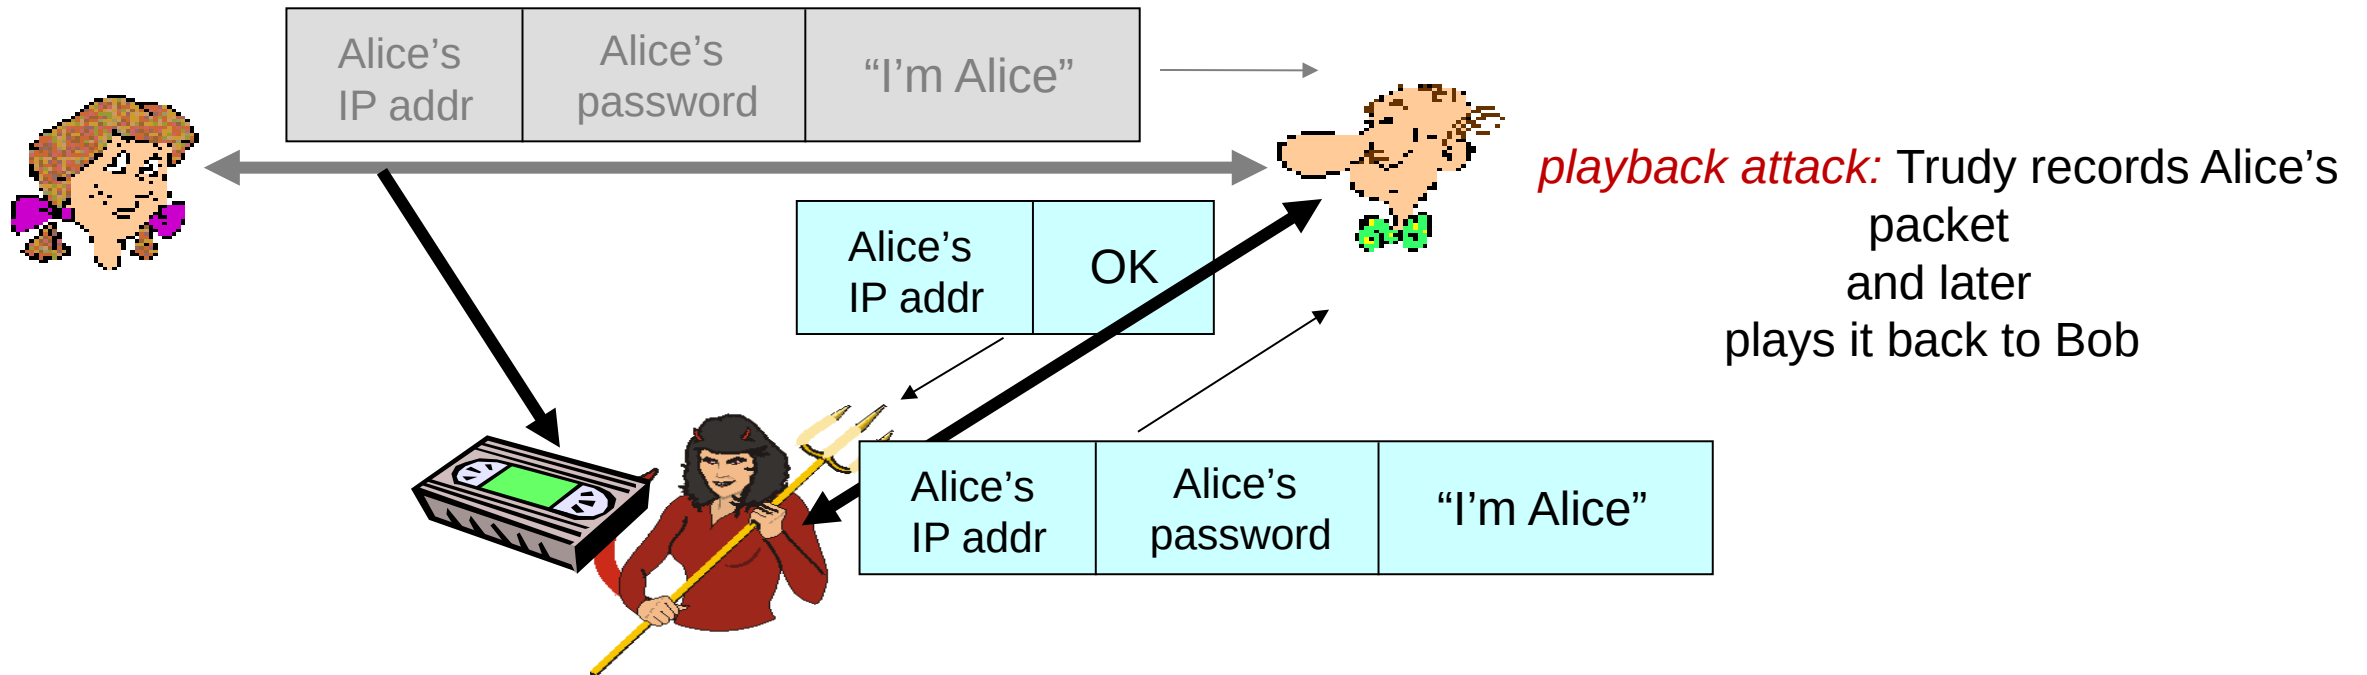 Alice’s
IP addr
Alice’s
password
“I’m Alice”
playback attack: Trudy records Alice’s
packet
and later
plays it back to Bob
Alice’s
IP addr
OK
Alice’s
IP addr
Alice’s
password
“I’m Alice”